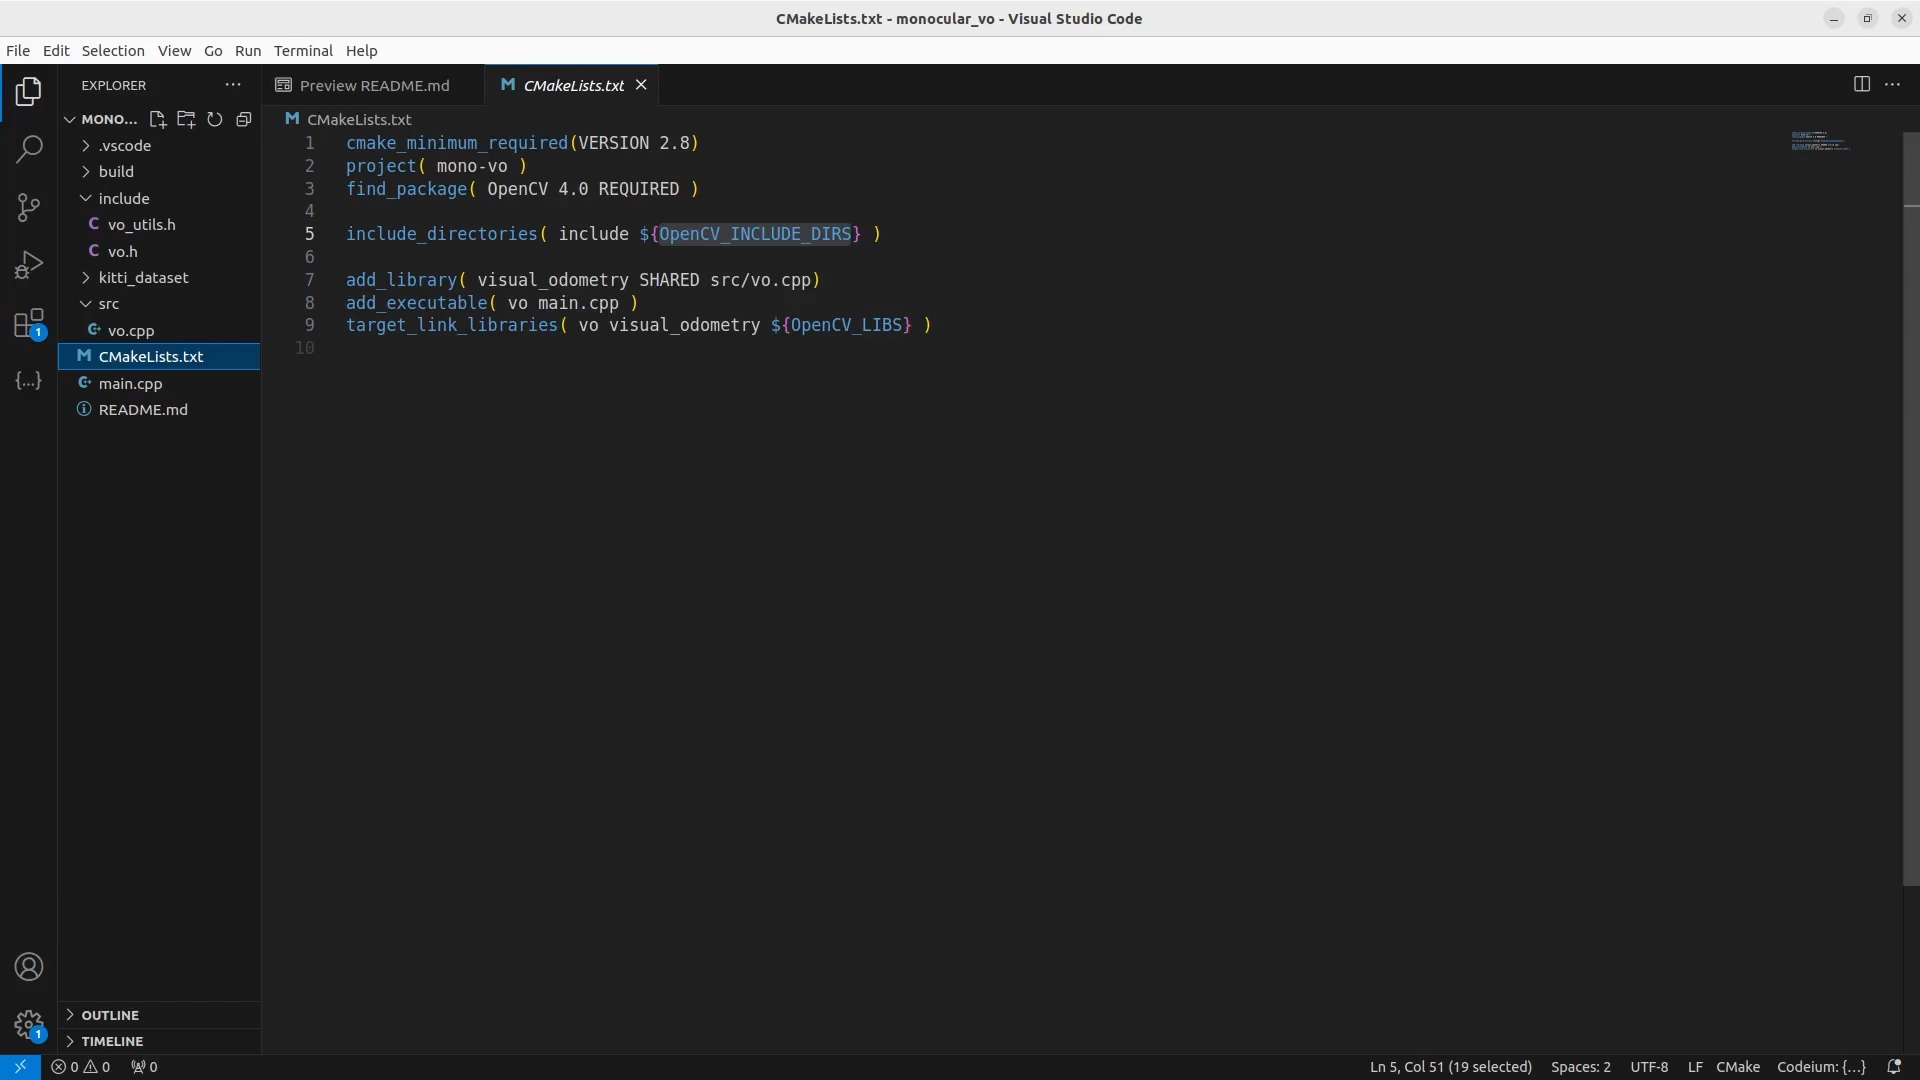 CMakeLists.txt - monocular_vo - Visual Studio Code
File Edit Selection View Go Run Terminal Help
EXPLORER
Preview README.md
CMakeLists.txt
MONO...
CMakeLists.txt
.vscode
build
include
vo_utils.h
vo.h
kitti_dataset
src
vo.cpp
CMakeLists.txt
main.cpp
README.md
1 cmake_minimum_required(VERSION 2.8)
2 project( mono-vo )
3 find_package( OpenCV 4.0 REQUIRED )
4
5 include_directories( include ${OpenCV_INCLUDE_DIRS} )
6
7 add_library( visual_odometry SHARED src/vo.cpp)
8 add_executable( vo main.cpp )
9 target_link_libraries( vo visual_odometry ${OpenCV_LIBS} )
10
1
1
OUTLINE
TIMELINE
0 0 0 Ln 5, Col 51 (19 selected) Spaces: 2 UTF-8 LF CMake Codeium: {...}